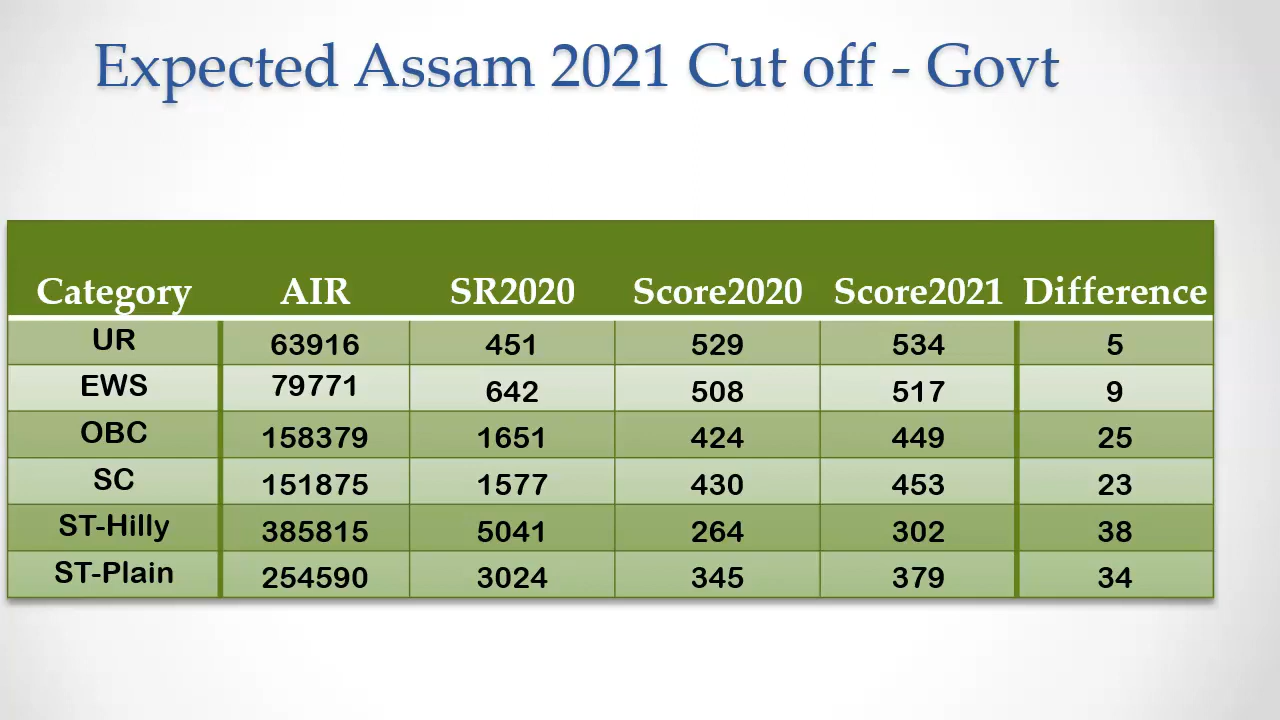 Expected Assam 2021 Cut off - Govt
Category AIR SR2020 Score2020 Score2021 Difference
UR 63916 451 529 534 5
EWS 79771 642 508 517 9
OBC 158379 1651 424 449 25
SC 151875 1577 430 453 23
ST-Hilly 385815 5041 264 302 38
ST-Plain 254590 3024 345 379 34